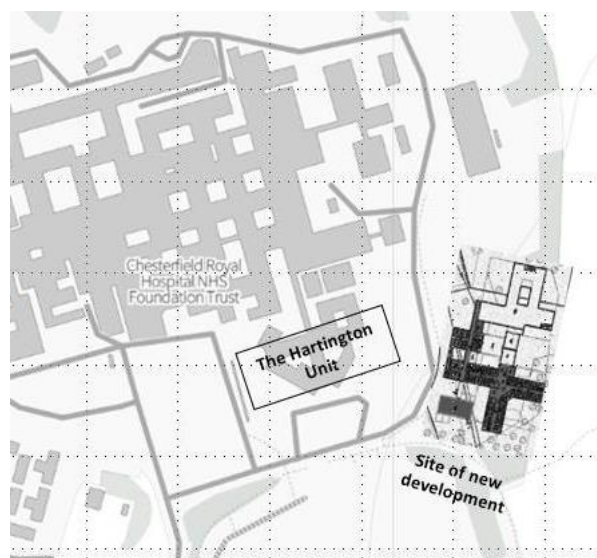 Chesterfield Royal
Hospital NHS
Foundation Trust
The Hartington
Unit
Site of new
development